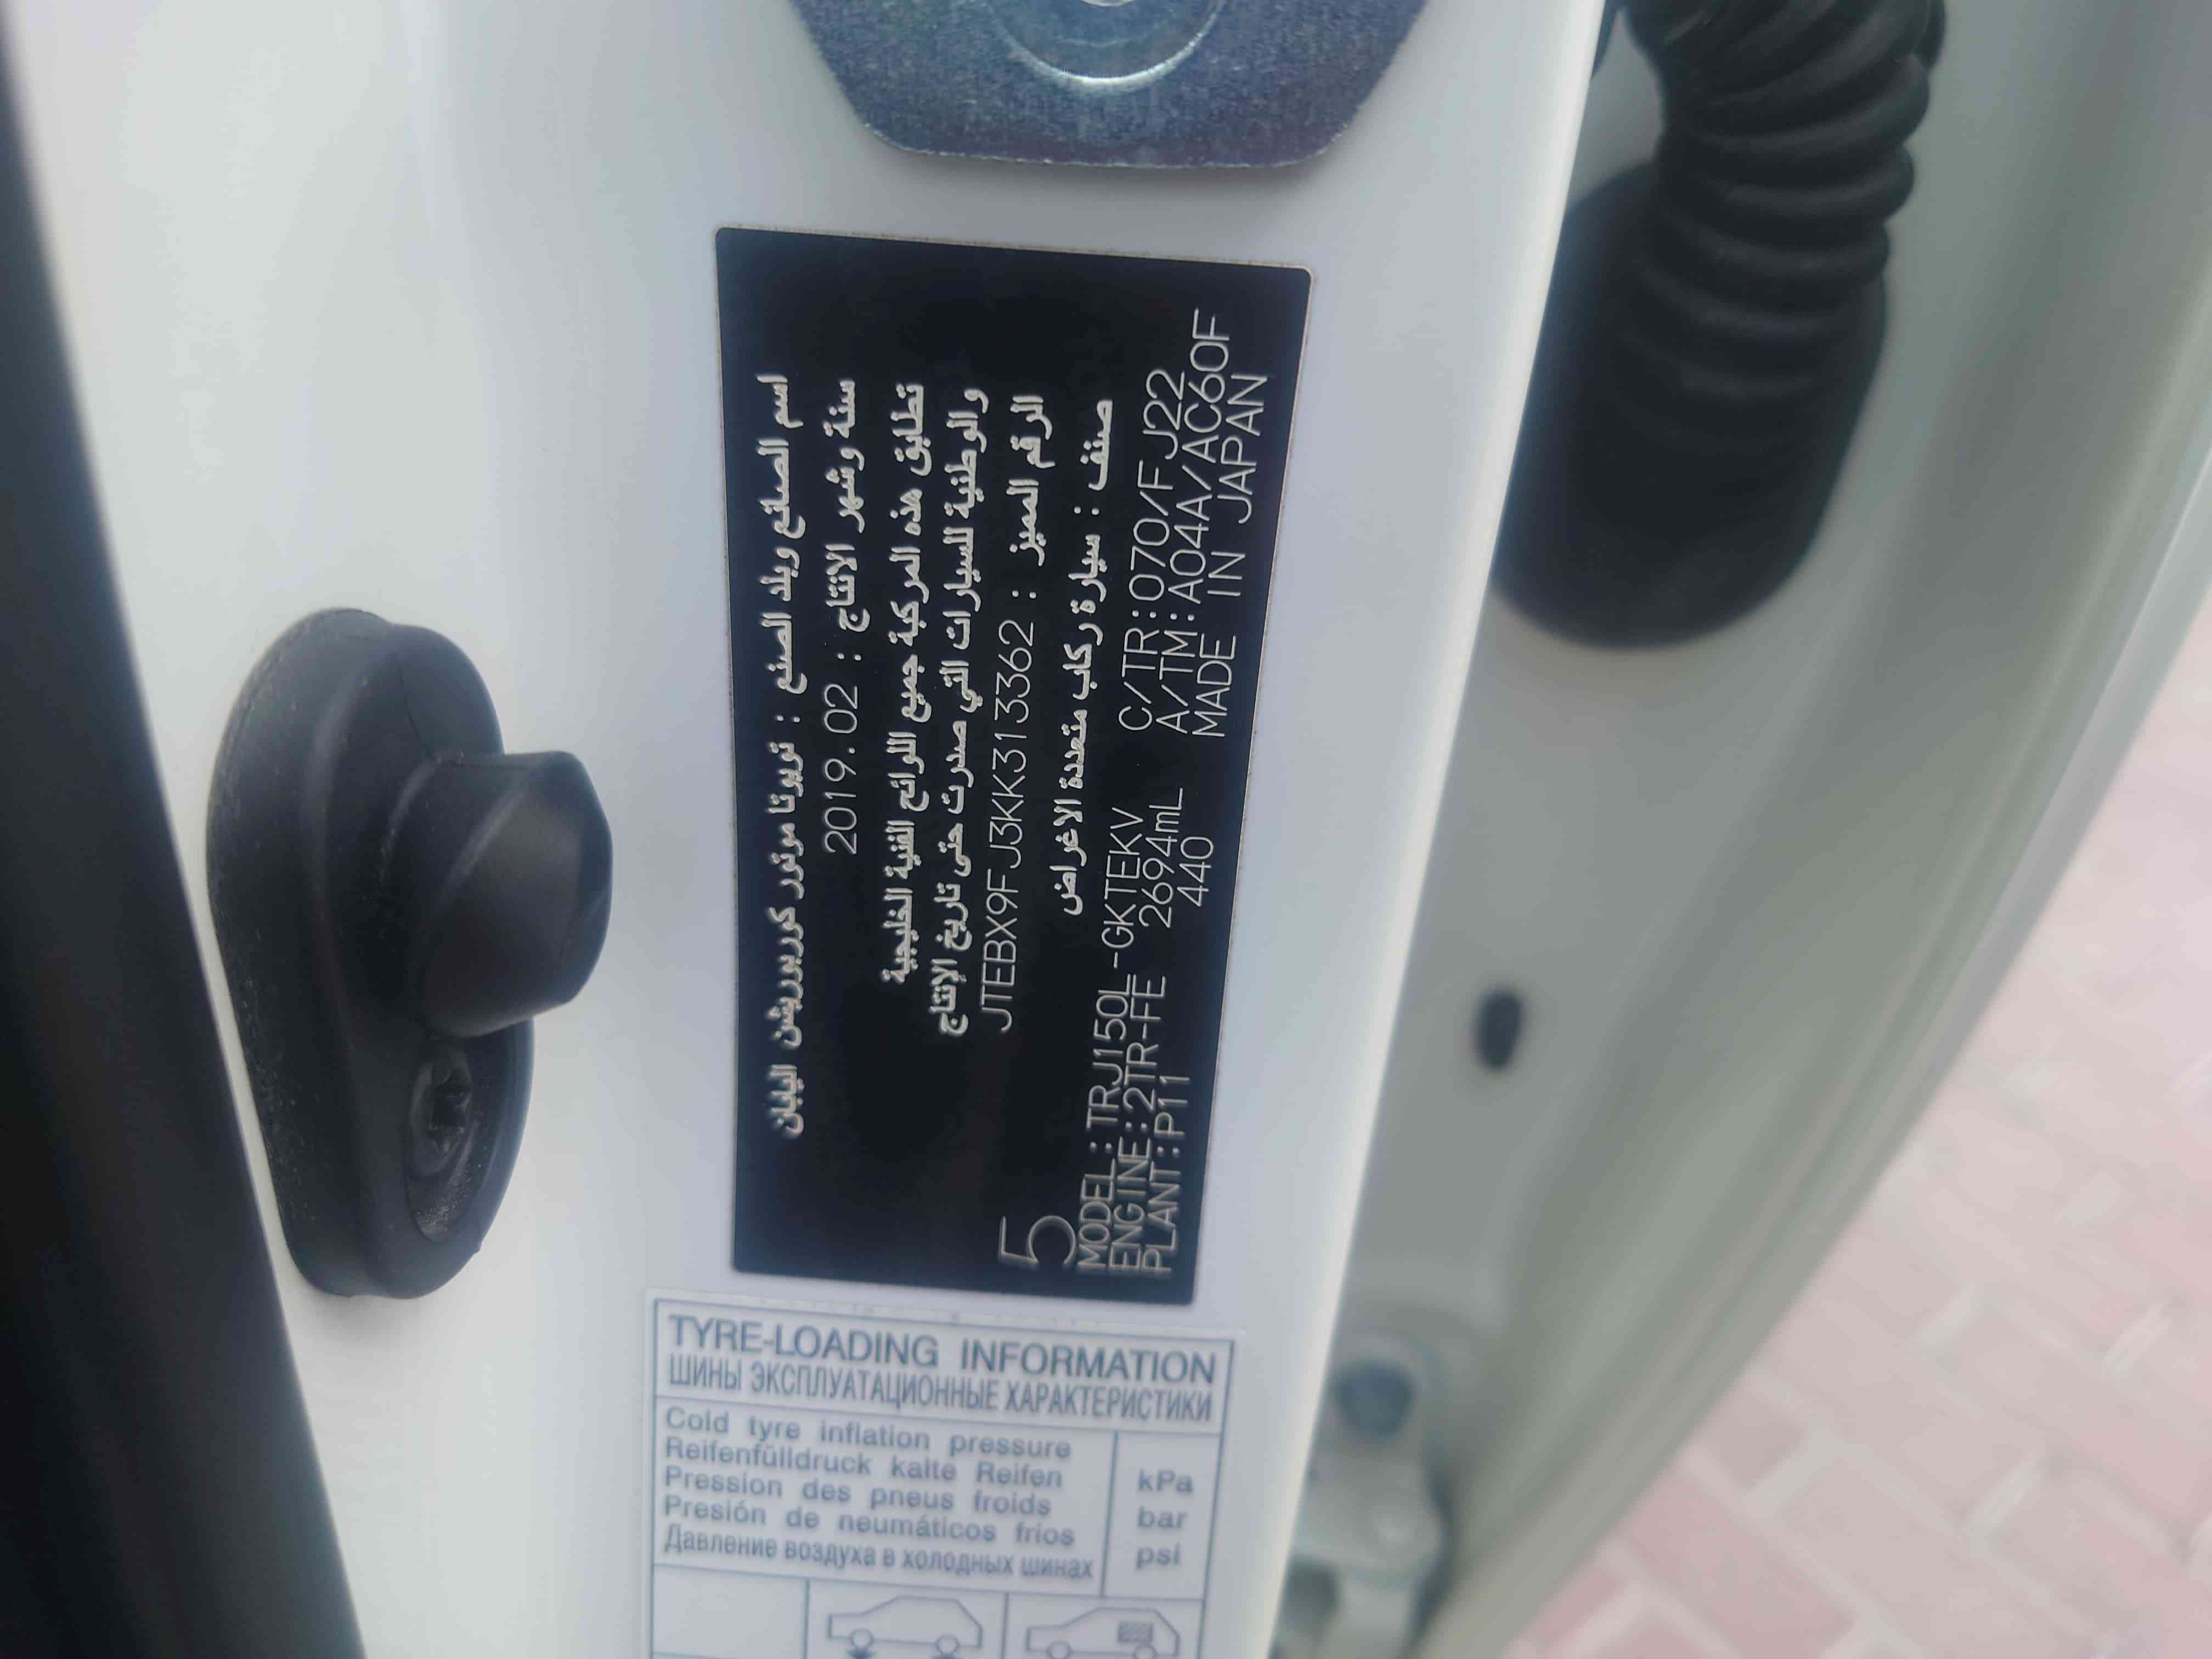 اسم الصانع وبلد الصنع : تويوتا موتور كوربوريشن اليابان
سنة وشهر الانتاج : 2019.02
تطابق هذه المركبة جميع اللوائح الفنية الخليجية
والوطنية للسيارات التي صدرت حتى تاريخ الإنتاج
الرقم المميز : JTEBX9FJ3KK313362
صنف : سيارة ركاب متعددة الاغراض
5
MODEL:TRJ150L-GKTEKV C/TR:070/FJ22
ENGINE:2TR-FE 2694mL A/TM:A04A/AC60F
PLANT:P11 440 MADE IN JAPAN
TYRE-LOADING INFORMATION
ШИНЫ ЭКСПЛУАТАЦИОННЫЕ ХАРАКТЕРИСТИКИ
Cold tyre inflation pressure
Reifenfülldruck kalte Reifen
Pression des pneus froids
Presión de neumáticos frios
Давление воздуха в холодных шинах
kPa
bar
psi